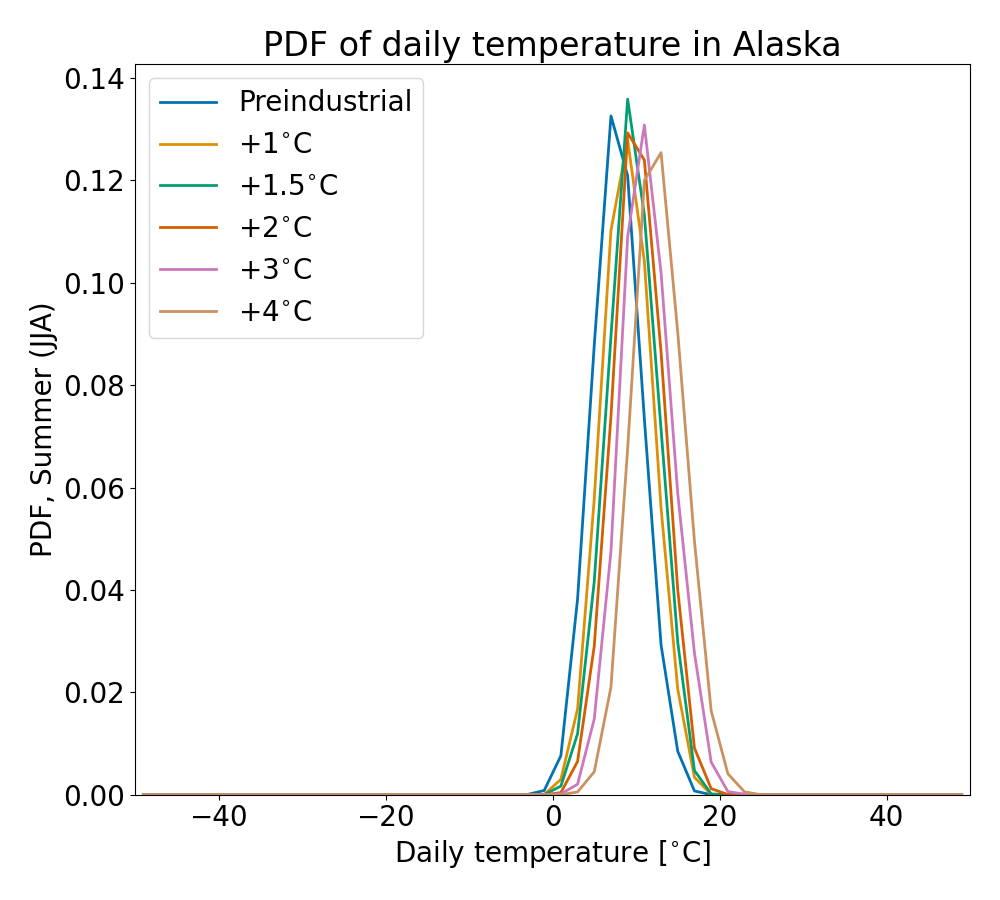 PDF of daily temperature in Alaska
0.14
0.12
0.10
0.08
0.06
0.04
0.02
0.00
PDF, Summer (JJA)
Preindustrial
+1°C
+1.5°C
+2°C
+3°C
+4°C
−40 −20 0 20 40
Daily temperature [°C]